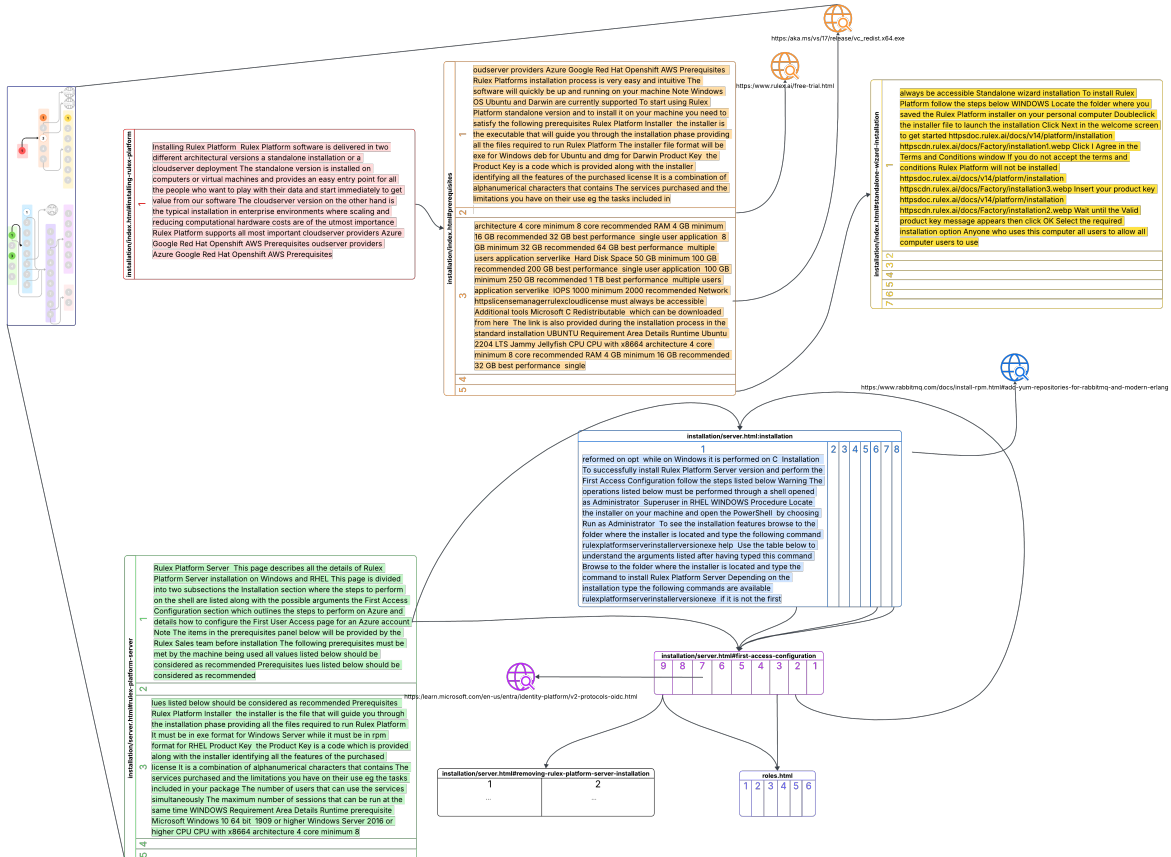 https:/aka.ms/vs/17/release/vc_redist.x64.exe
https:/www.rulex.ai/free-trial.html
installation/index.html#installing-rulex-platform
1
Installing Rulex Platform  Rulex Platform software is delivered in two
different architectural versions a standalone installation or a
cloudserver deployment The standalone version is installed on
computers or virtual machines and provides an easy entry point for all
the people who want to play with their data and start immediately to get
value from our software The cloudserver version on the other hand is
the typical installation in enterprise environments where scaling and
reducing computational hardware costs are of the utmost importance
Rulex Platform supports all most important cloudserver providers Azure
Google Red Hat Openshift AWS Prerequisites oudserver providers
Azure Google Red Hat Openshift AWS Prerequisites
installation/index.html#prerequisites
1
oudserver providers Azure Google Red Hat Openshift AWS Prerequisites
Rulex Platforms installation process is very easy and intuitive The
software will quickly be up and running on your machine Note Windows
OS Ubuntu and Darwin are currently supported To start using Rulex
Platform standalone version and to install it on your machine you need to
satisfy the following prerequisites Rulex Platform Installer  the installer is
the executable that will guide you through the installation phase providing
all the files required to run Rulex Platform The installer file format will be
exe for Windows deb for Ubuntu and dmg for Darwin Product Key  the
Product Key is a code which is provided along with the installer
identifying all the features of the purchased license It is a combination of
alphanumerical characters that contains The services purchased and the
limitations you have on their use eg the tasks included in
2
3
architecture 4 core minimum 8 core recommended RAM 4 GB minimum
16 GB recommended 32 GB best performance  single user application  8
GB minimum 32 GB recommended 64 GB best performance  multiple
users application serverlike  Hard Disk Space 50 GB minimum 100 GB
recommended 200 GB best performance  single user application  100 GB
minimum 250 GB recommended 1 TB best performance  multiple users
application serverlike  IOPS 1000 minimum 2000 recommended Network
httpslicensemanagerrulexcloudlicense must always be accessible
Additional tools Microsoft C Redistributable  which can be downloaded
from here  The link is also provided during the installation process in the
standard installation UBUNTU Requirement Area Details Runtime Ubuntu
2204 LTS Jammy Jellyfish CPU CPU with x8664 architecture 4 core
minimum 8 core recommended RAM 4 GB minimum 16 GB recommended
32 GB best performance  single
4
5
installation/index.html#standalone-wizard-installation
1
always be accessible Standalone wizard installation To install Rulex
Platform follow the steps below WINDOWS Locate the folder where you
saved the Rulex Platform installer on your personal computer Doubleclick
the installer file to launch the installation Click Next in the welcome screen
to get started httpsdoc.rulex.ai/docs/v14/platform/installation
httpscdn.rulex.ai/docs/Factory/installation1.webp Click I Agree in the
Terms and Conditions window If you do not accept the terms and
conditions Rulex Platform will not be installed
httpsdoc.rulex.ai/docs/v14/platform/installation
httpscdn.rulex.ai/docs/Factory/installation3.webp Insert your product key
httpsdoc.rulex.ai/docs/v14/platform/installation
httpscdn.rulex.ai/docs/Factory/installation2.webp Wait until the Valid
product key message appears then click OK Select the required
installation option Anyone who uses this computer all users to allow all
computer users to use
2
3
4
5
6
7
https:/www.rabbitmq.com/docs/install-rpm.html#add-yum-repositories-for-rabbitmq-and-modern-erlang
installation/server.html:installation
1 2 3 4 5 6 7 8
reformed on opt  while on Windows it is performed on C  Installation
To successfully install Rulex Platform Server version and perform the
First Access Configuration follow the steps listed below Warning The
operations listed below must be performed through a shell opened
as Administrator  Superuser in RHEL WINDOWS Procedure Locate
the installer on your machine and open the PowerShell  by choosing
Run as Administrator  To see the installation features browse to the
folder where the installer is located and type the following command
rulexplatformserverinstallerversionexe help  Use the table below to
understand the arguments listed after having typed this command
Browse to the folder where the installer is located and type the
command to install Rulex Platform Server Depending on the
installation type the following commands are available
rulexplatformserverinstallerversionexe  if it is not the first
installation/server.html#rulex-platform-server
1
Rulex Platform Server  This page describes all the details of Rulex
Platform Server installation on Windows and RHEL This page is divided
into two subsections the Installation section where the steps to perform
on the shell are listed along with the possible arguments the First Access
Configuration section which outlines the steps to perform on Azure and
details how to configure the First User Access page for an Azure account
Note The items in the prerequisites panel below will be provided by the
Rulex Sales team before installation The following prerequisites must be
met by the machine being used all values listed below should be
considered as recommended Prerequisites lues listed below should be
considered as recommended
2
3
lues listed below should be considered as recommended Prerequisites
Rulex Platform Installer  the installer is the file that will guide you through
the installation phase providing all the files required to run Rulex Platform
It must be in exe format for Windows Server while it must be in rpm
format for RHEL Product Key  the Product Key is a code which is provided
along with the installer identifying all the features of the purchased
license It is a combination of alphanumerical characters that contains The
services purchased and the limitations you have on their use eg the tasks
included in your package The number of users that can use the services
simultaneously The maximum number of sessions that can be run at the
same time WINDOWS Requirement Area Details Runtime prerequisite
Microsoft Windows 10 64 bit  1909 or higher Windows Server 2016 or
higher CPU CPU with x8664 architecture 4 core minimum 8
4
5
installation/server.html#first-access-configuration
9 8 7 6 5 4 3 2 1
https:/learn.microsoft.com/en-us/entra/identity-platform/v2-protocols-oidc.html
installation/server.html#removing-rulex-platform-server-installation
1 2
... ...
roles.html
1 2 3 4 5 6